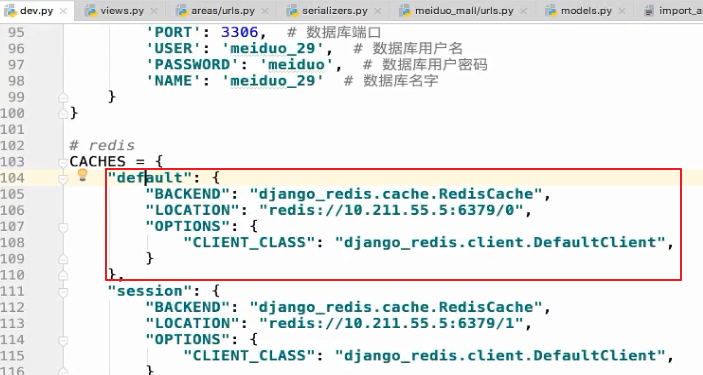 dev.py views.py areas/urls.py serializers.py meiduo_mall/urls.py models.py import_a
95 'PORT': 3306, # 数据库端口
96 'USER': 'meiduo_29', # 数据库用户名
97 'PASSWORD': 'meiduo', # 数据库用户密码
98 'NAME': 'meiduo_29' # 数据库名字
99 }
100 }
101
102 # redis
103 CACHES = {
104 "default": {
105 "BACKEND": "django_redis.cache.RedisCache",
106 "LOCATION": "redis://10.211.55.5:6379/0",
107 "OPTIONS": {
108 "CLIENT_CLASS": "django_redis.client.DefaultClient",
109 }
110 },
111 "session": {
112 "BACKEND": "django_redis.cache.RedisCache",
113 "LOCATION": "redis://10.211.55.5:6379/1",
114 "OPTIONS": {
115 "CLIENT_CLASS": "django_redis.client.DefaultClient",
116 }